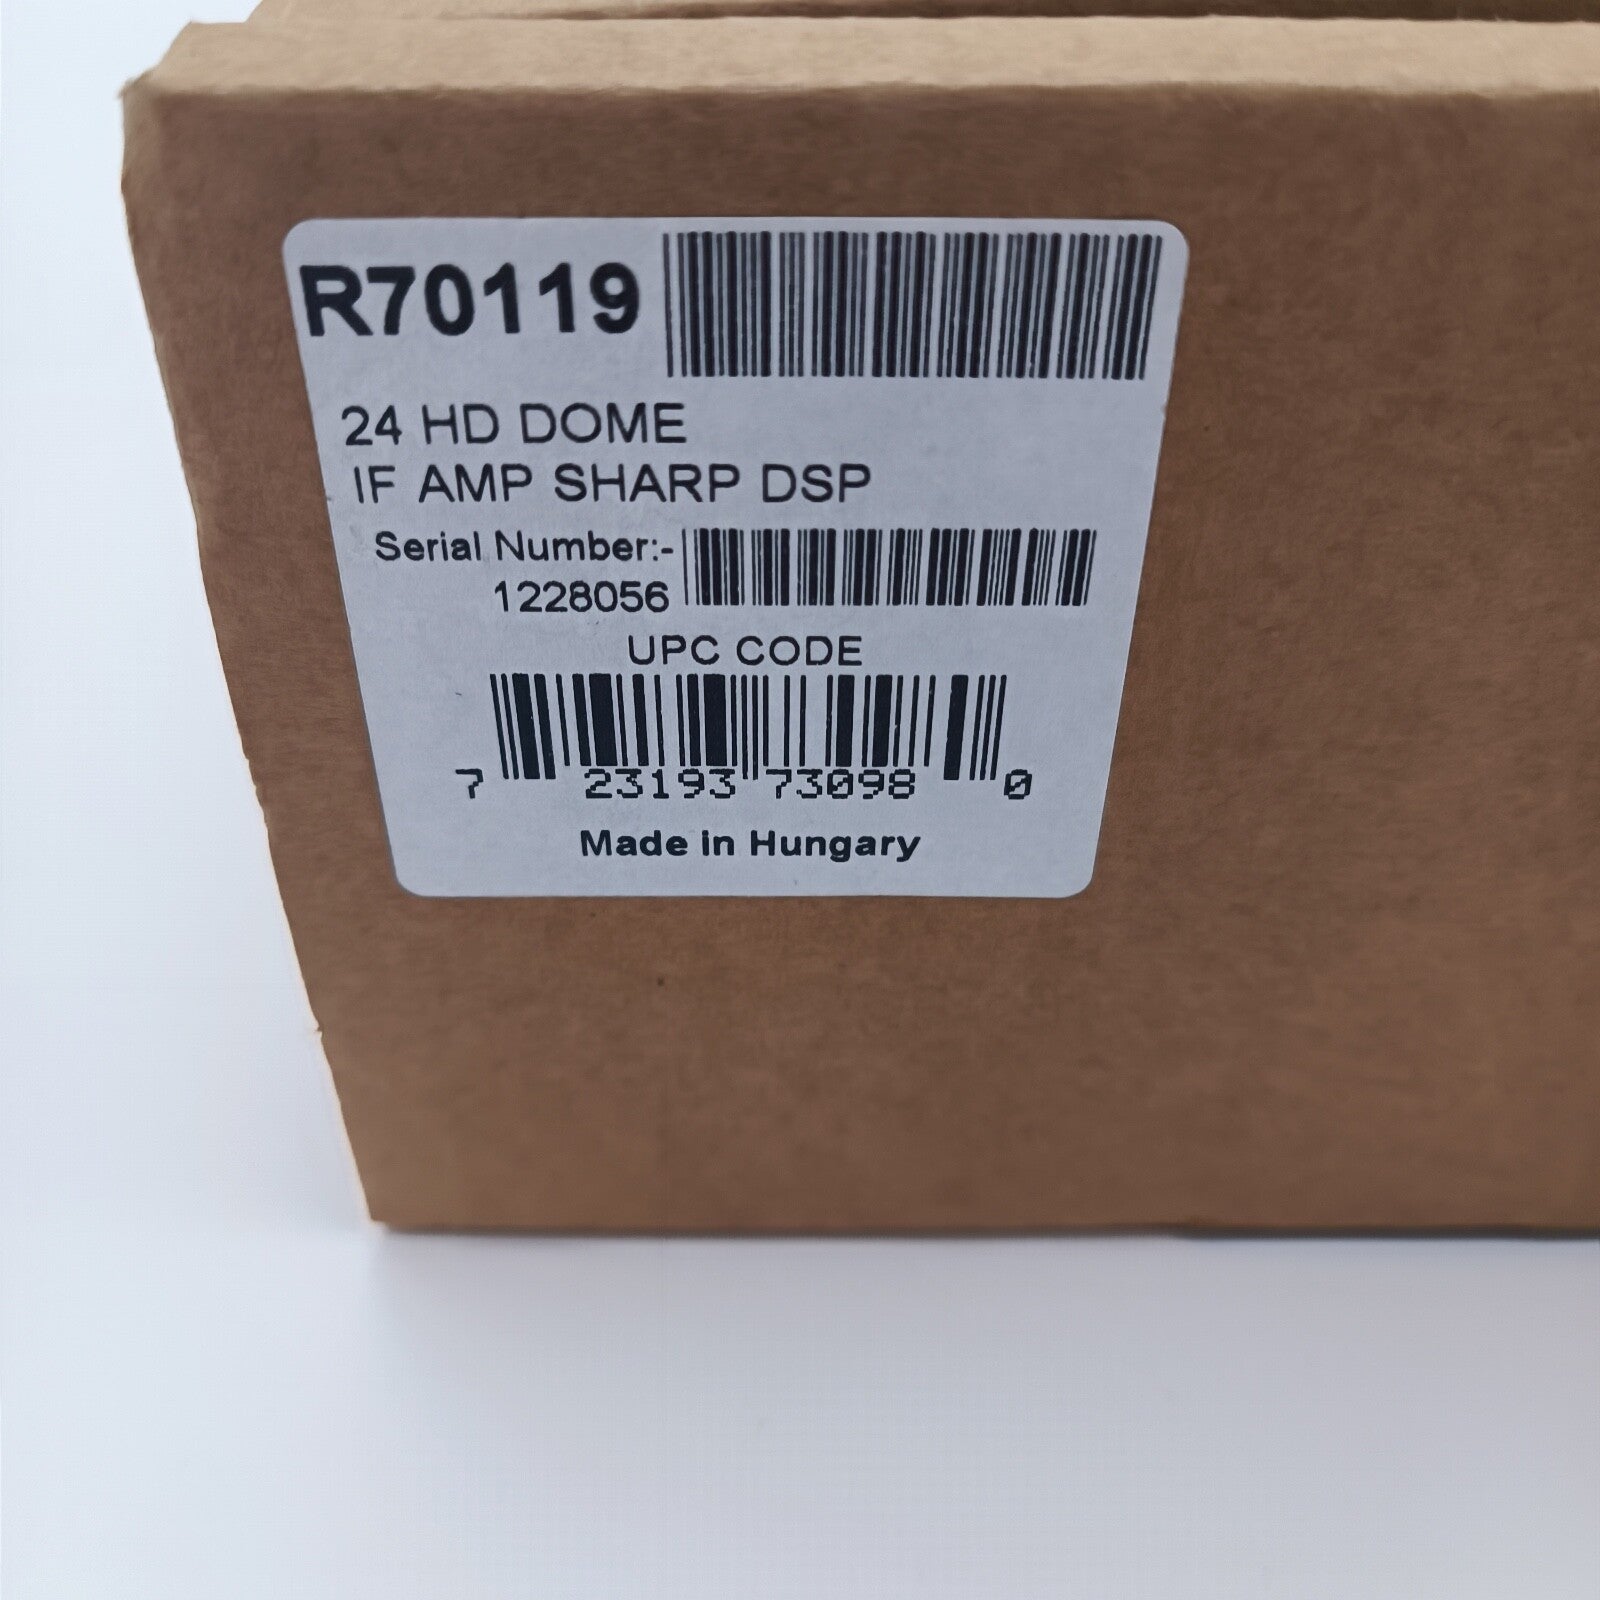 R70119
24 HD DOME
IF AMP SHARP DSP
Serial Number:-
1228056
UPC CODE
7 23193 73098 0
Made in Hungary